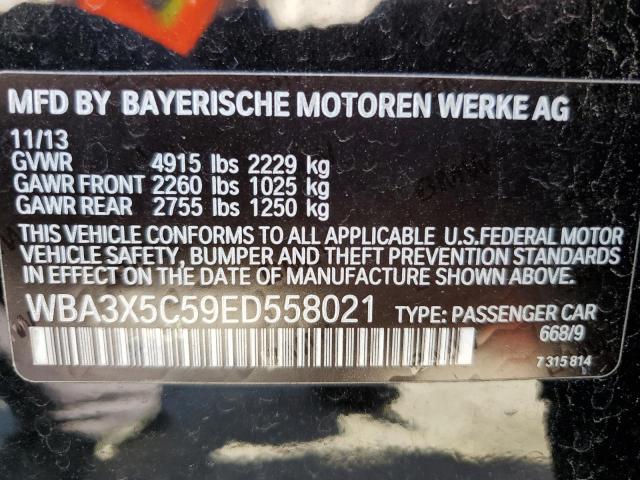 MFD BY BAYERISCHE MOTOREN WERKE AG
11/13
GVWR 4915 lbs 2229 kg
GAWR FRONT 2260 lbs 1025 kg
GAWR REAR 2755 lbs 1250 kg
THIS VEHICLE CONFORMS TO ALL APPLICABLE U.S.FEDERAL MOTOR
VEHICLE SAFETY, BUMPER AND THEFT PREVENTION STANDARDS
IN EFFECT ON THE DATE OF MANUFACTURE SHOWN ABOVE.
WBA3X5C59ED558021 TYPE: PASSENGER CAR
668/9
7 315 814